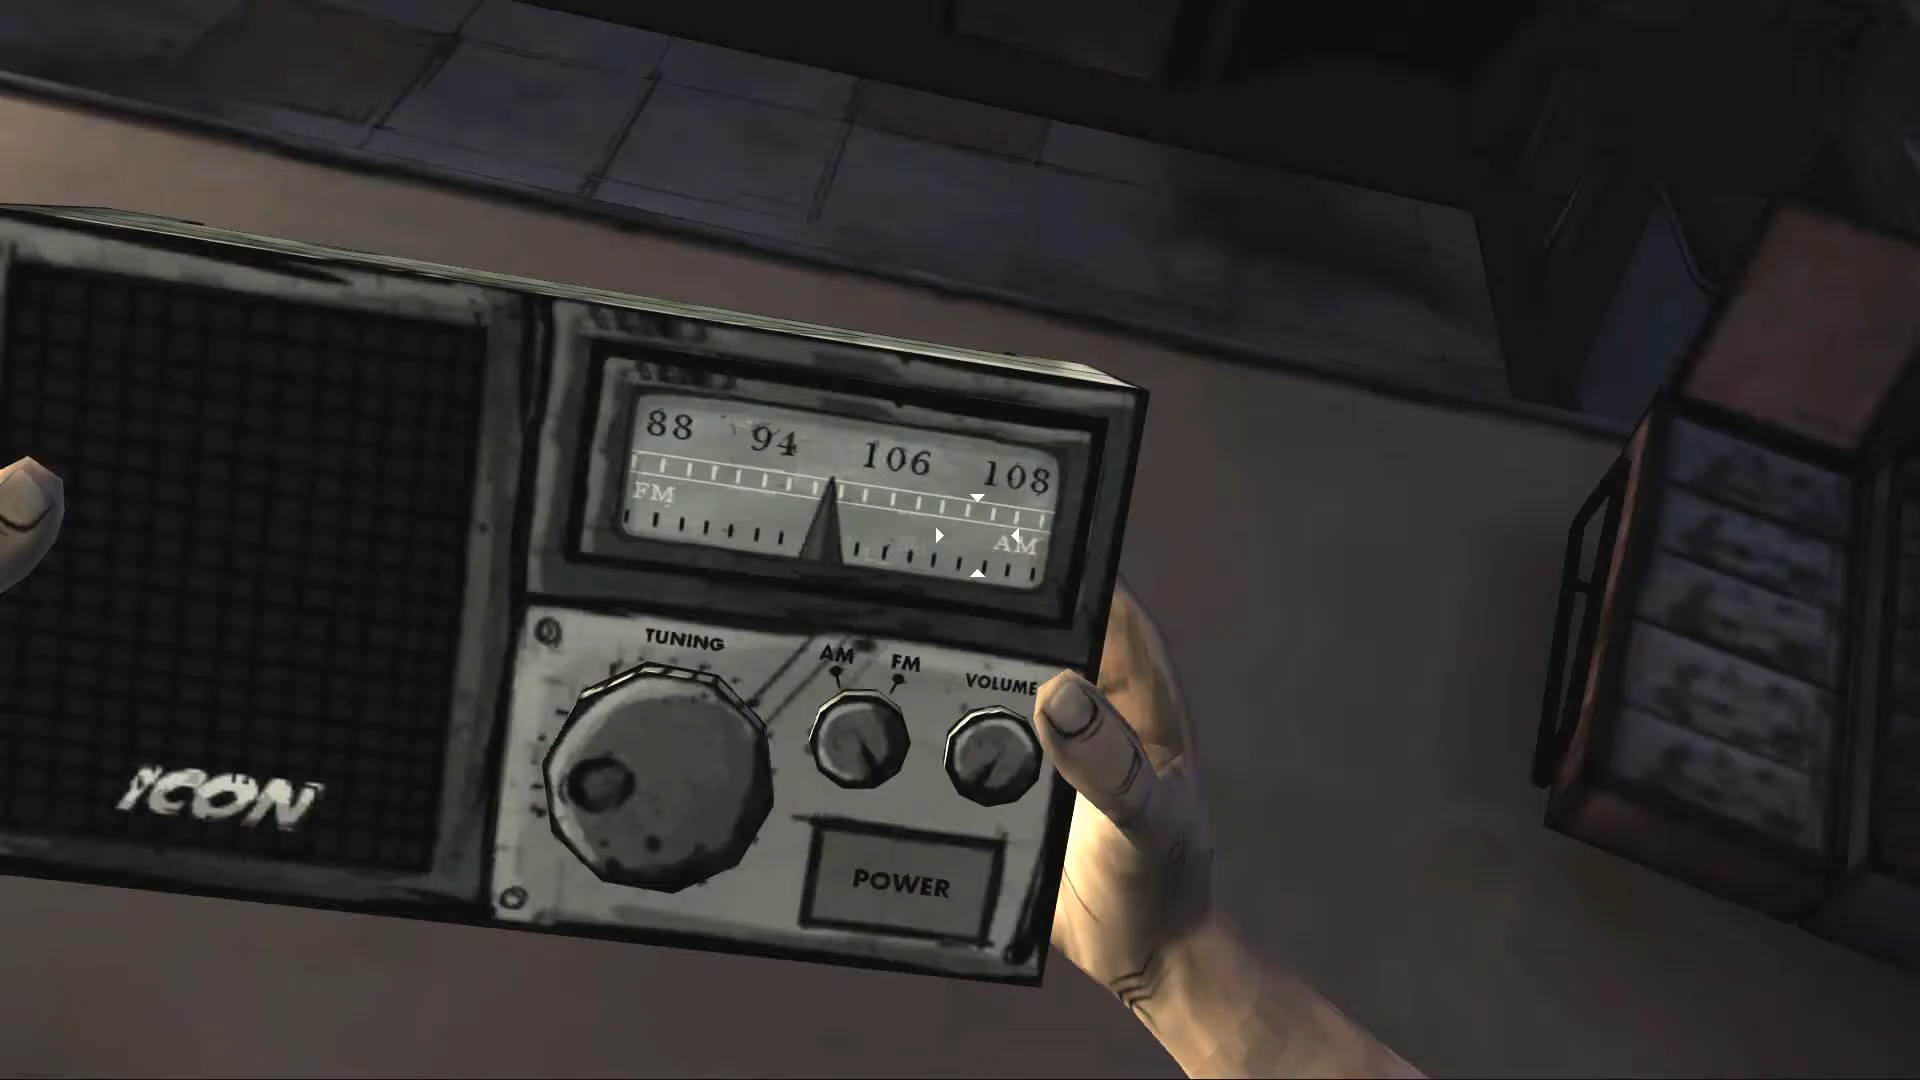 88 94 106 108
FM
AM
TUNING
AM FM
VOLUME
POWER
ICON